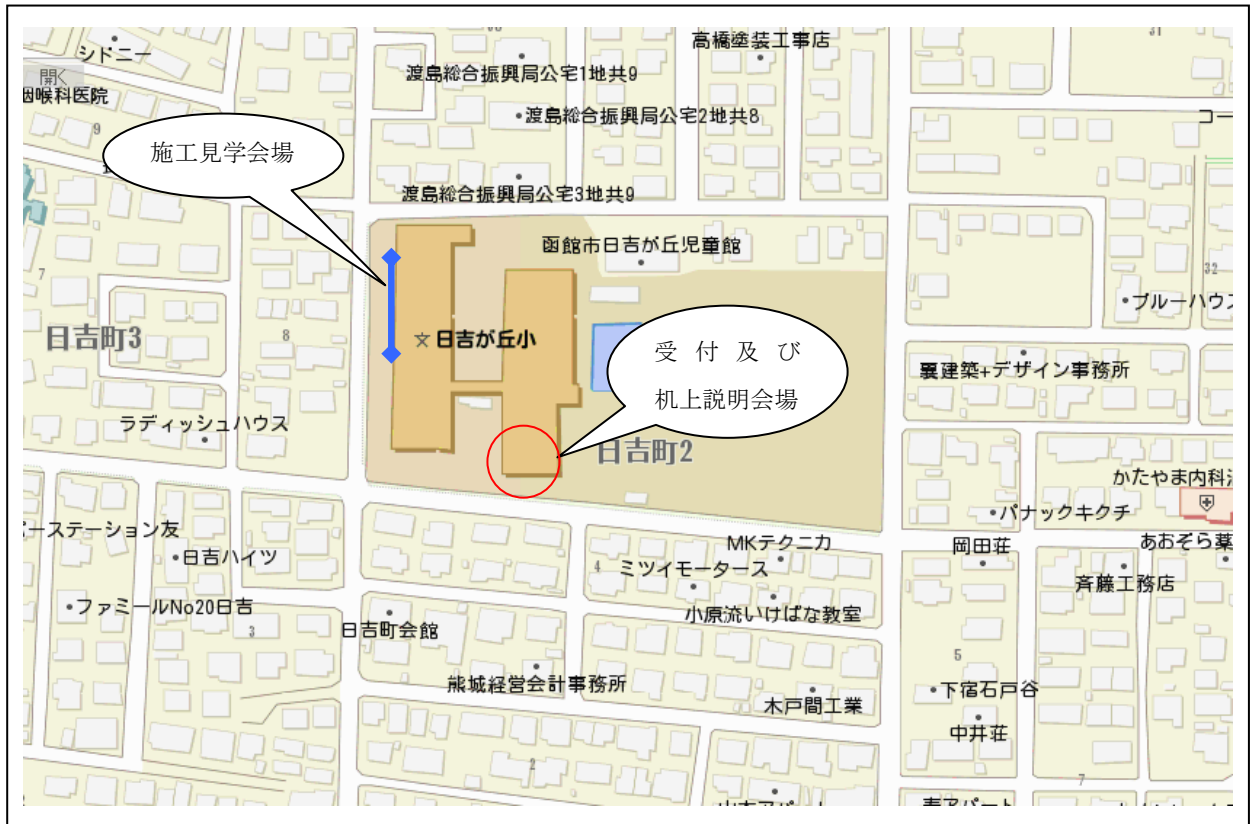 シドニー
高橋塗装工事店
31
開く
咽喉科医院
渡島総合振興局公宅1地共9
渡島総合振興局公宅2地共8
9
施工見学会場
渡島総合振興局公宅3地共9
函館市日吉が丘児童館
7
32
ブルーハウス
日吉町3
8
文日吉が丘小
受付及び
机上説明会場
裏建築+デザイン事務所
ラディッシュハウス
日吉町2
かたやま内科
パナックキクチ
ーステーション友
日吉ハイツ
MKテクニカ
岡田荘
あおぞら薬
4
ミツイモータース
斉藤工務店
ファミールNo20日吉
小原流いけばな教室
3
日吉町会館
5
熊城経営会計事務所
下宿石戸谷
木戸間工業
中井荘
2
7